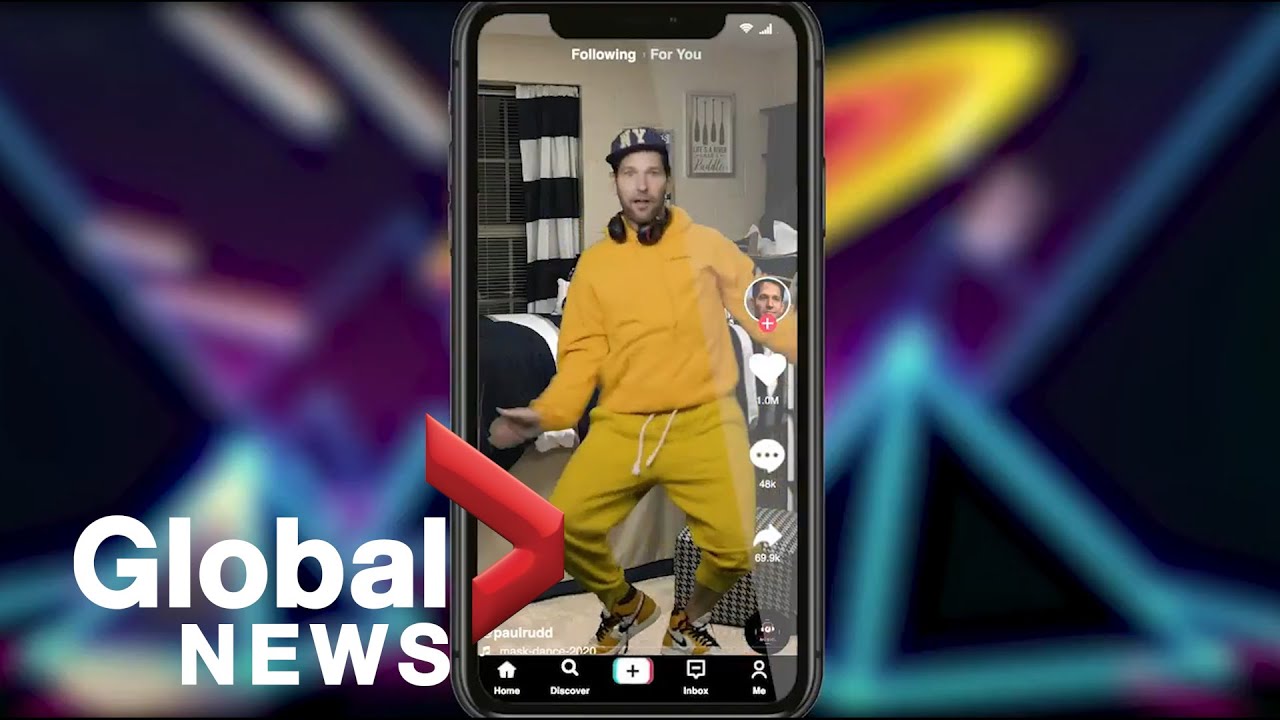 Following
For You
NY
LIFE IS A RIVER
Paddle
1.0M
48k
69.9k
paulrudd
mask-dance-2020
Home
Discover
Inbox
Me
Global
NEWS